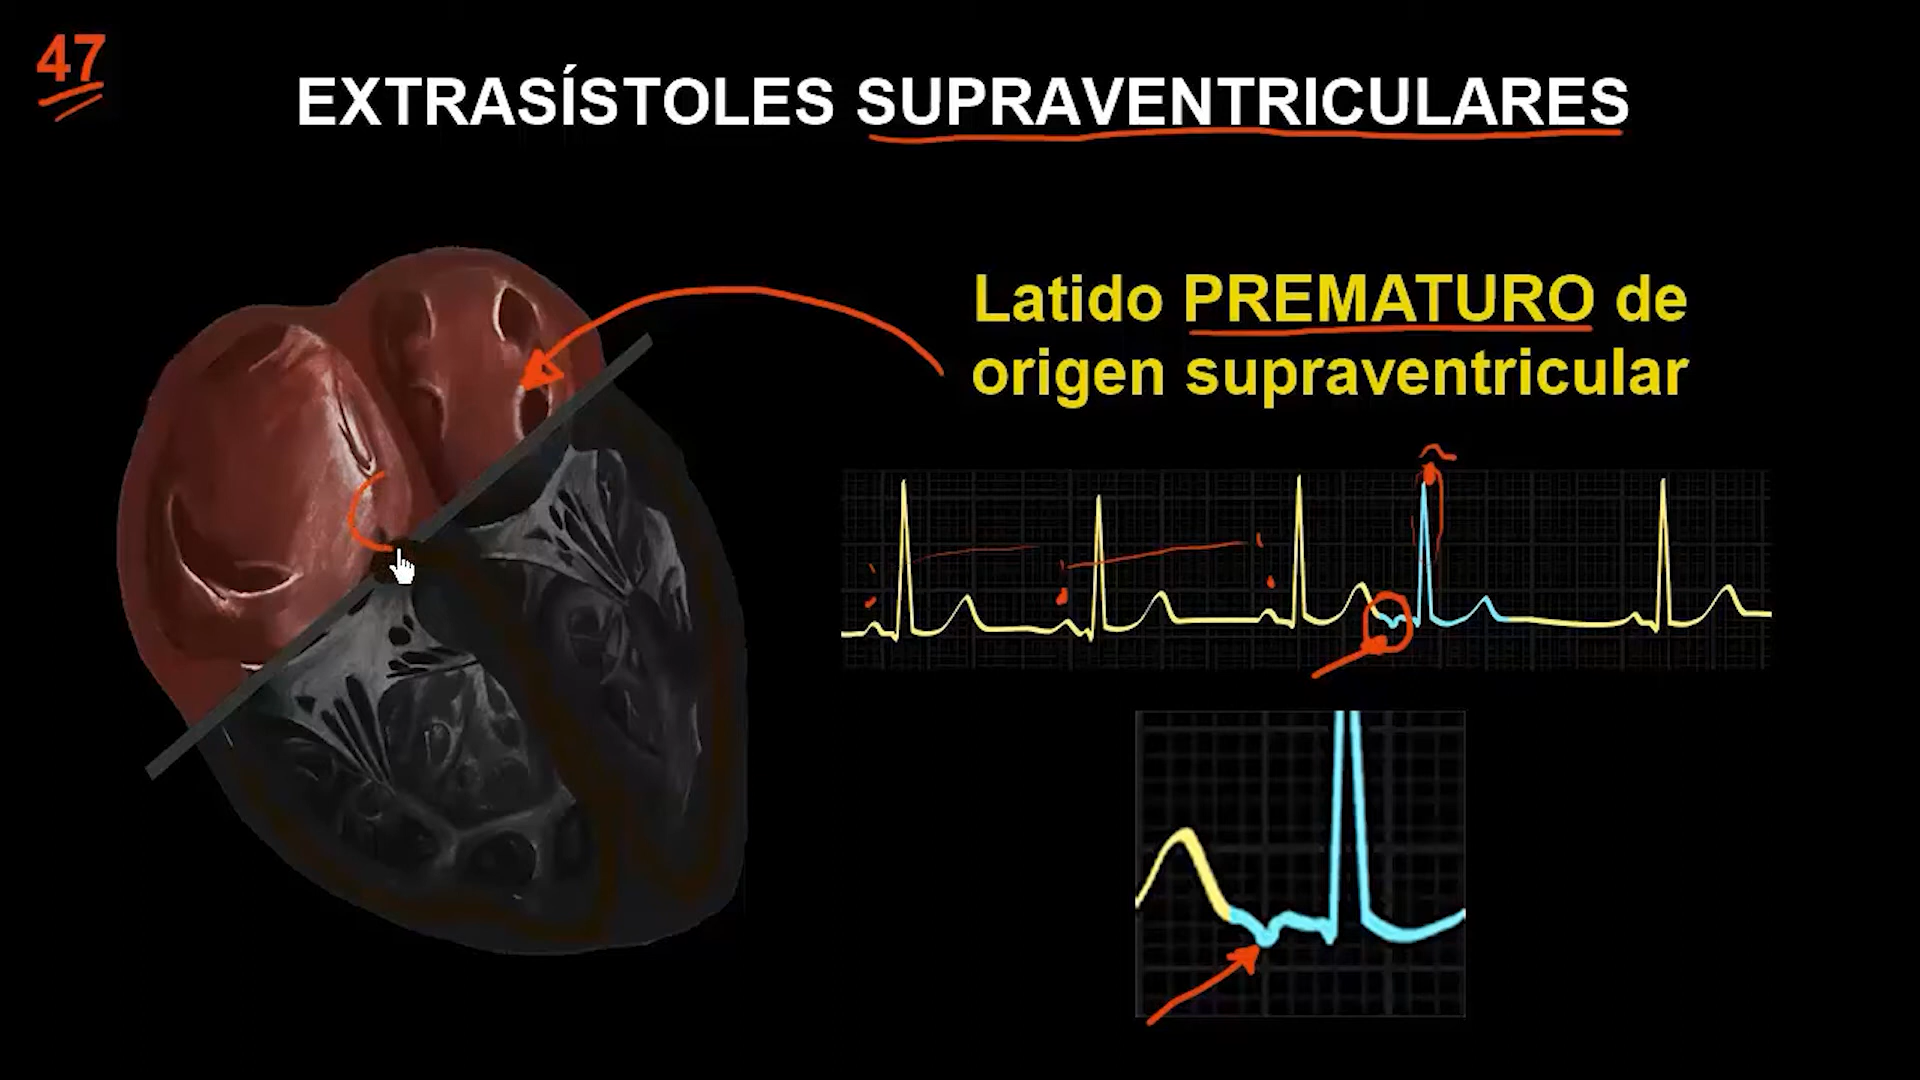 47
EXTRASÍSTOLES SUPRAVENTRICULARES
Latido PREMATURO de
origen supraventricular